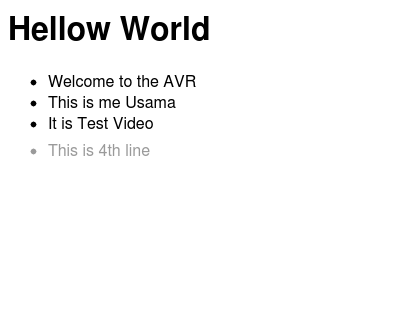 Hellow World
• Welcome to the AVR
• This is me Usama
• It is Test Video
• This is 4th line